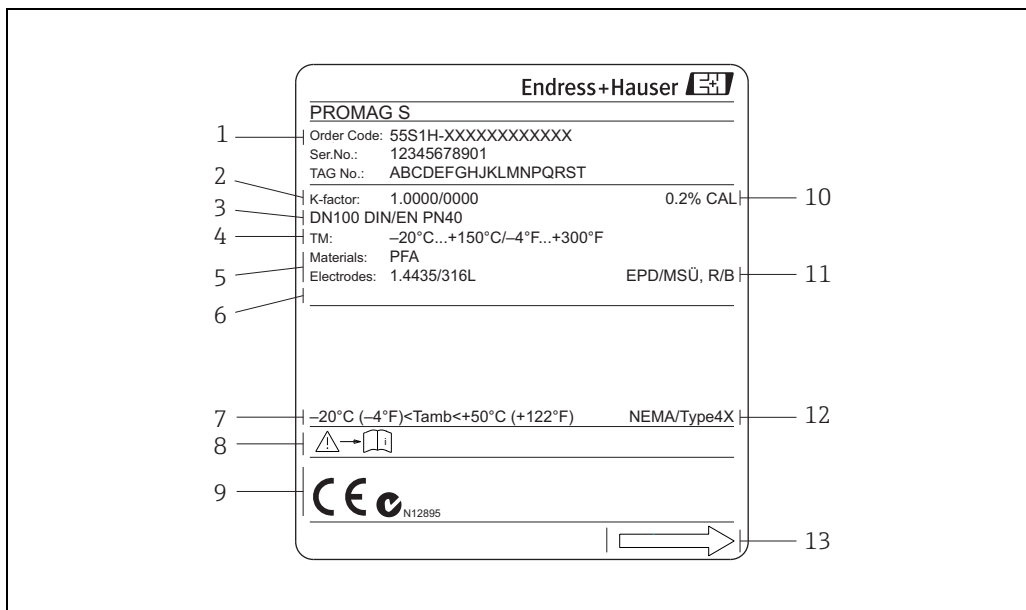 Endress+Hauser
PROMAG S
1 Order Code: 55S1H-XXXXXXXXXXXX
Ser.No.: 12345678901
TAG No.: ABCDEFGHJKLMNPQRST
2 K-factor: 1.0000/0000 0.2% CAL 10
3 DN100 DIN/EN PN40
4 TM: –20°C...+150°C/–4°F...+300°F
Materials: PFA
5 Electrodes: 1.4435/316L EPD/MSÜ, R/B 11
6
7 –20°C (–4°F)<Tamb<+50°C (+122°F) NEMA/Type4X 12
8 i
9 CE N12895
13